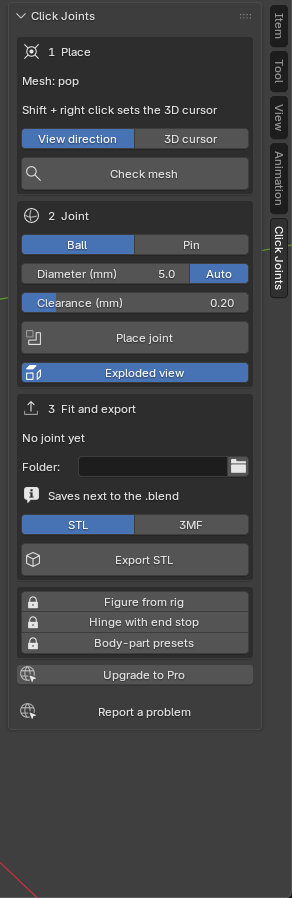 Click Joints
1 Place
Mesh: pop
Shift + right click sets the 3D cursor
View direction 3D cursor
Check mesh
2 Joint
Ball Pin
Diameter (mm) 5.0 Auto
Clearance (mm) 0.20
Place joint
Exploded view
3 Fit and export
No joint yet
Folder:
Saves next to the .blend
STL 3MF
Export STL
Figure from rig
Hinge with end stop
Body-part presets
Upgrade to Pro
Report a problem
Item
Tool
View
Animation
Click Joints